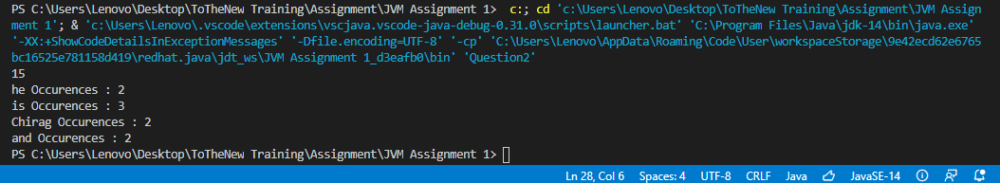 PS C:\Users\Lenovo\Desktop\ToTheNew Training\Assignment\JVM Assignment 1>  c:; cd 'c:\Users\Lenovo\Desktop\ToTheNew Training\Assignment\JVM Assign
ment 1'; & 'c:\Users\Lenovo\.vscode\extensions\vscjava.vscode-java-debug-0.31.0\scripts\launcher.bat' 'C:\Program Files\Java\jdk-14\bin\java.exe'
'-XX:+ShowCodeDetailsInExceptionMessages' '-Dfile.encoding=UTF-8' '-cp' 'C:\Users\Lenovo\AppData\Roaming\Code\User\workspaceStorage\9e42ecd62e6765
bc16525e781158d419\redhat.java\jdt_ws\JVM Assignment 1_d3eafb0\bin' 'Question2'
15
he Occurences : 2
is Occurences : 3
Chirag Occurences : 2
and Occurences : 2
PS C:\Users\Lenovo\Desktop\ToTheNew Training\Assignment\JVM Assignment 1>
Ln 28, Col 6 Spaces: 4 UTF-8 CRLF Java JavaSE-14